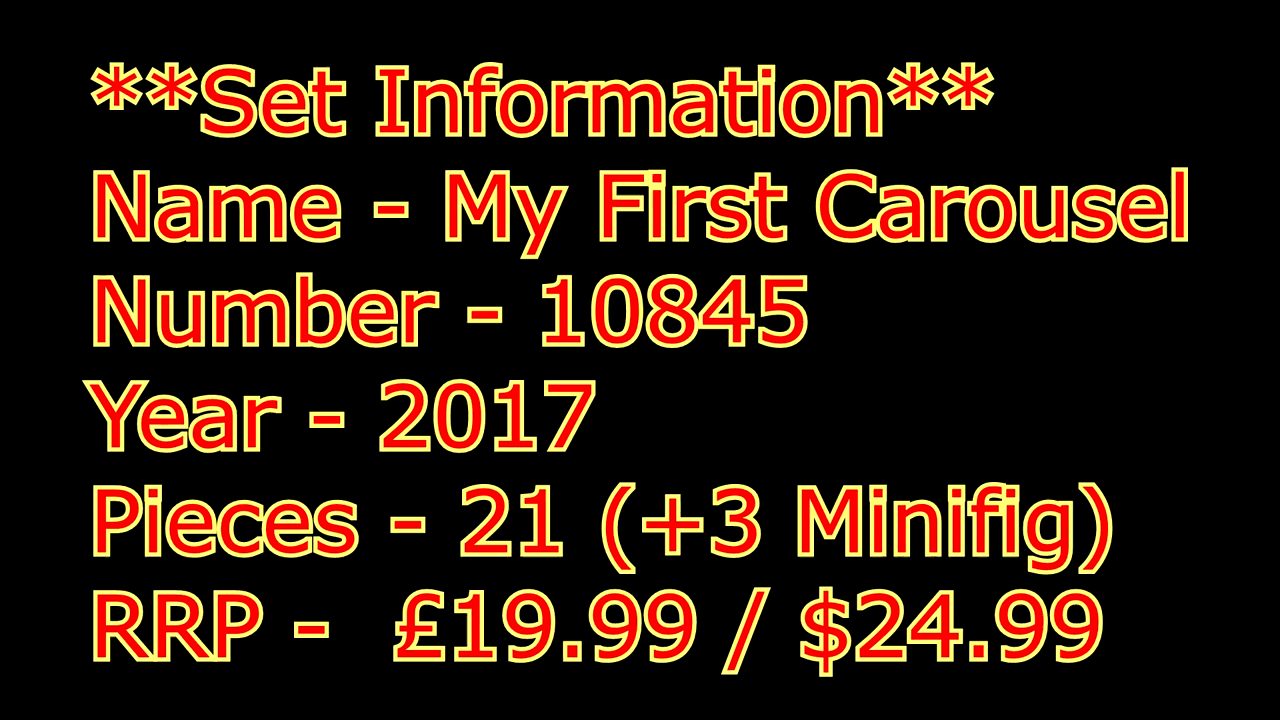 **Set Information**
Name - My First Carousel
Number - 10845
Year - 2017
Pieces - 21 (+3 Minifig)
RRP -  £19.99 / $24.99